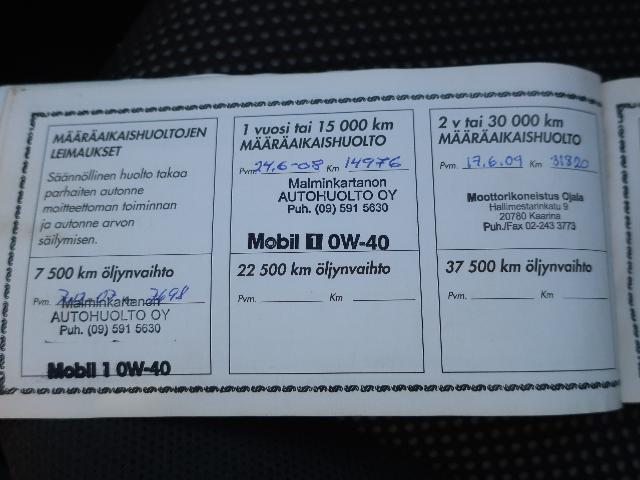 MÄÄRÄAIKAISHUOLTOJEN
LEIMAUKSET
Säännöllinen huolto takaa
parhaiten autonne
moitteettoman toiminnan
ja autonne arvon
säilymisen.
1 vuosi tai 15 000 km
MÄÄRÄAIKAISHUOLTO
Pvm. 24.6-08 Km 14976
Malminkartanon
AUTOHUOLTO OY
Puh. (09) 591 5630
Mobil 1 0W-40
2 v tai 30 000 km
MÄÄRÄAIKAISHUOLTO
Pvm. 17.6.09 Km 31820
Moottorikoneistus Ojala
Hallimestarinkatu 9
20780 Kaarina
Puh./Fax 02-243 3773
7 500 km öljynvaihto
Pvm. Km 7698
Malminkartanon
AUTOHUOLTO OY
Puh. (09) 591 5630
Mobil 1 0W-40
22 500 km öljynvaihto
Pvm. Km
37 500 km öljynvaihto
Pvm. Km